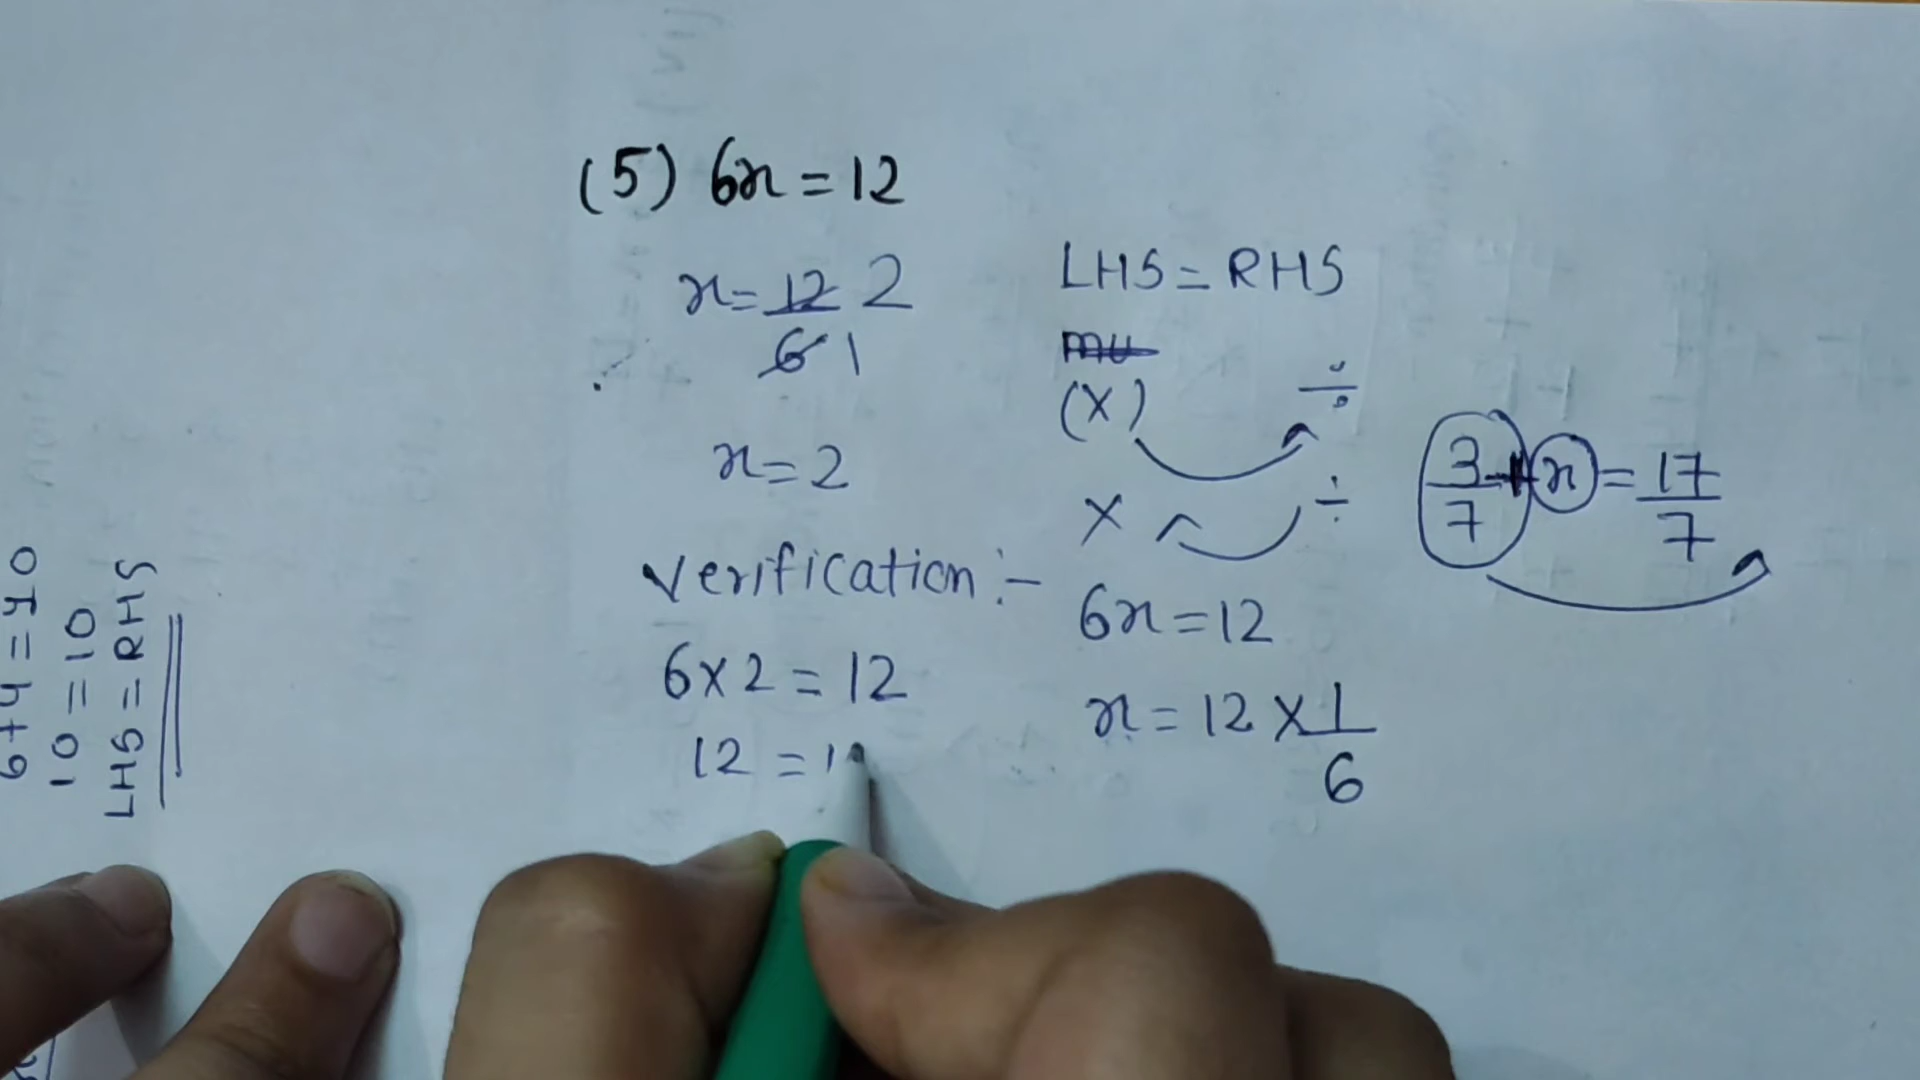 (5) 6x = 12
x = 12/6 2 1
x = 2
Verification :-
6 × 2 = 12
12 = 1
LHS = RHS
mu
(×) ÷
× ÷
6x = 12
x = 12 × 1/6
3/7 + x = 17/7
6+4 = 10
10 = 10
LHS = RHS